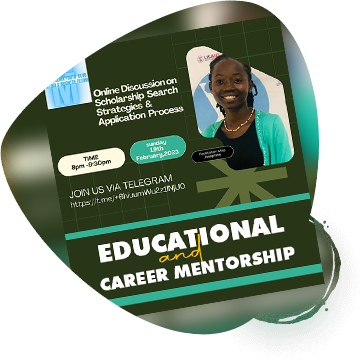 Online Discussion on
Scholarship Search
Strategies &
Application Process
TIME
8pm -9:30pm
sunday
19th
February,2023
JOIN US VIA TELEGRAM
EDUCATIONAL
and
CAREER MENTORSHIP